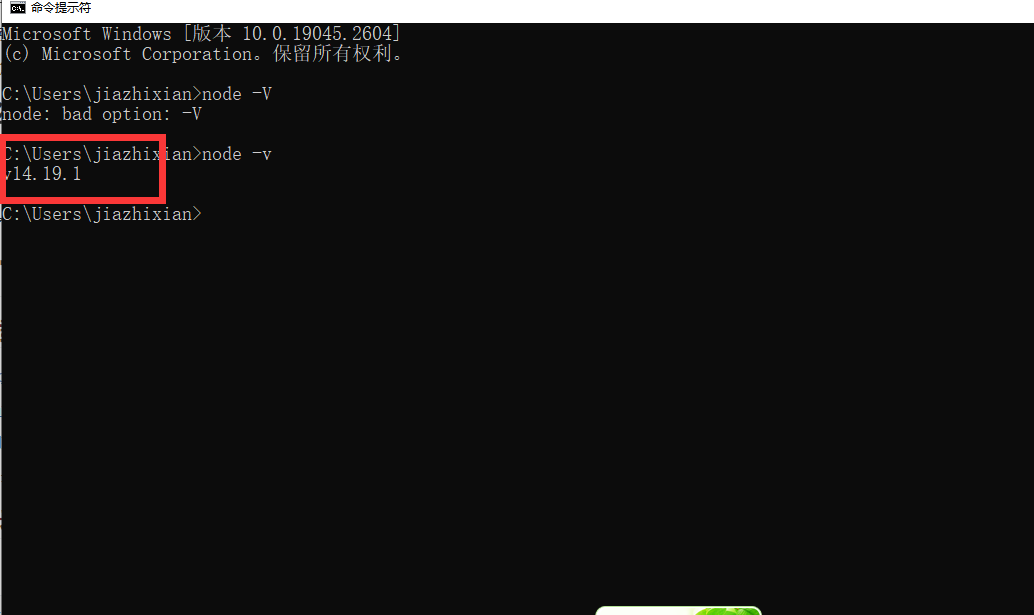 命令提示符
Microsoft Windows [版本 10.0.19045.2604]
(c) Microsoft Corporation。保留所有权利。
C:\Users\jiazhixian>node -V
node: bad option: -V
C:\Users\jiazhixian>node -v
v14.19.1
C:\Users\jiazhixian>